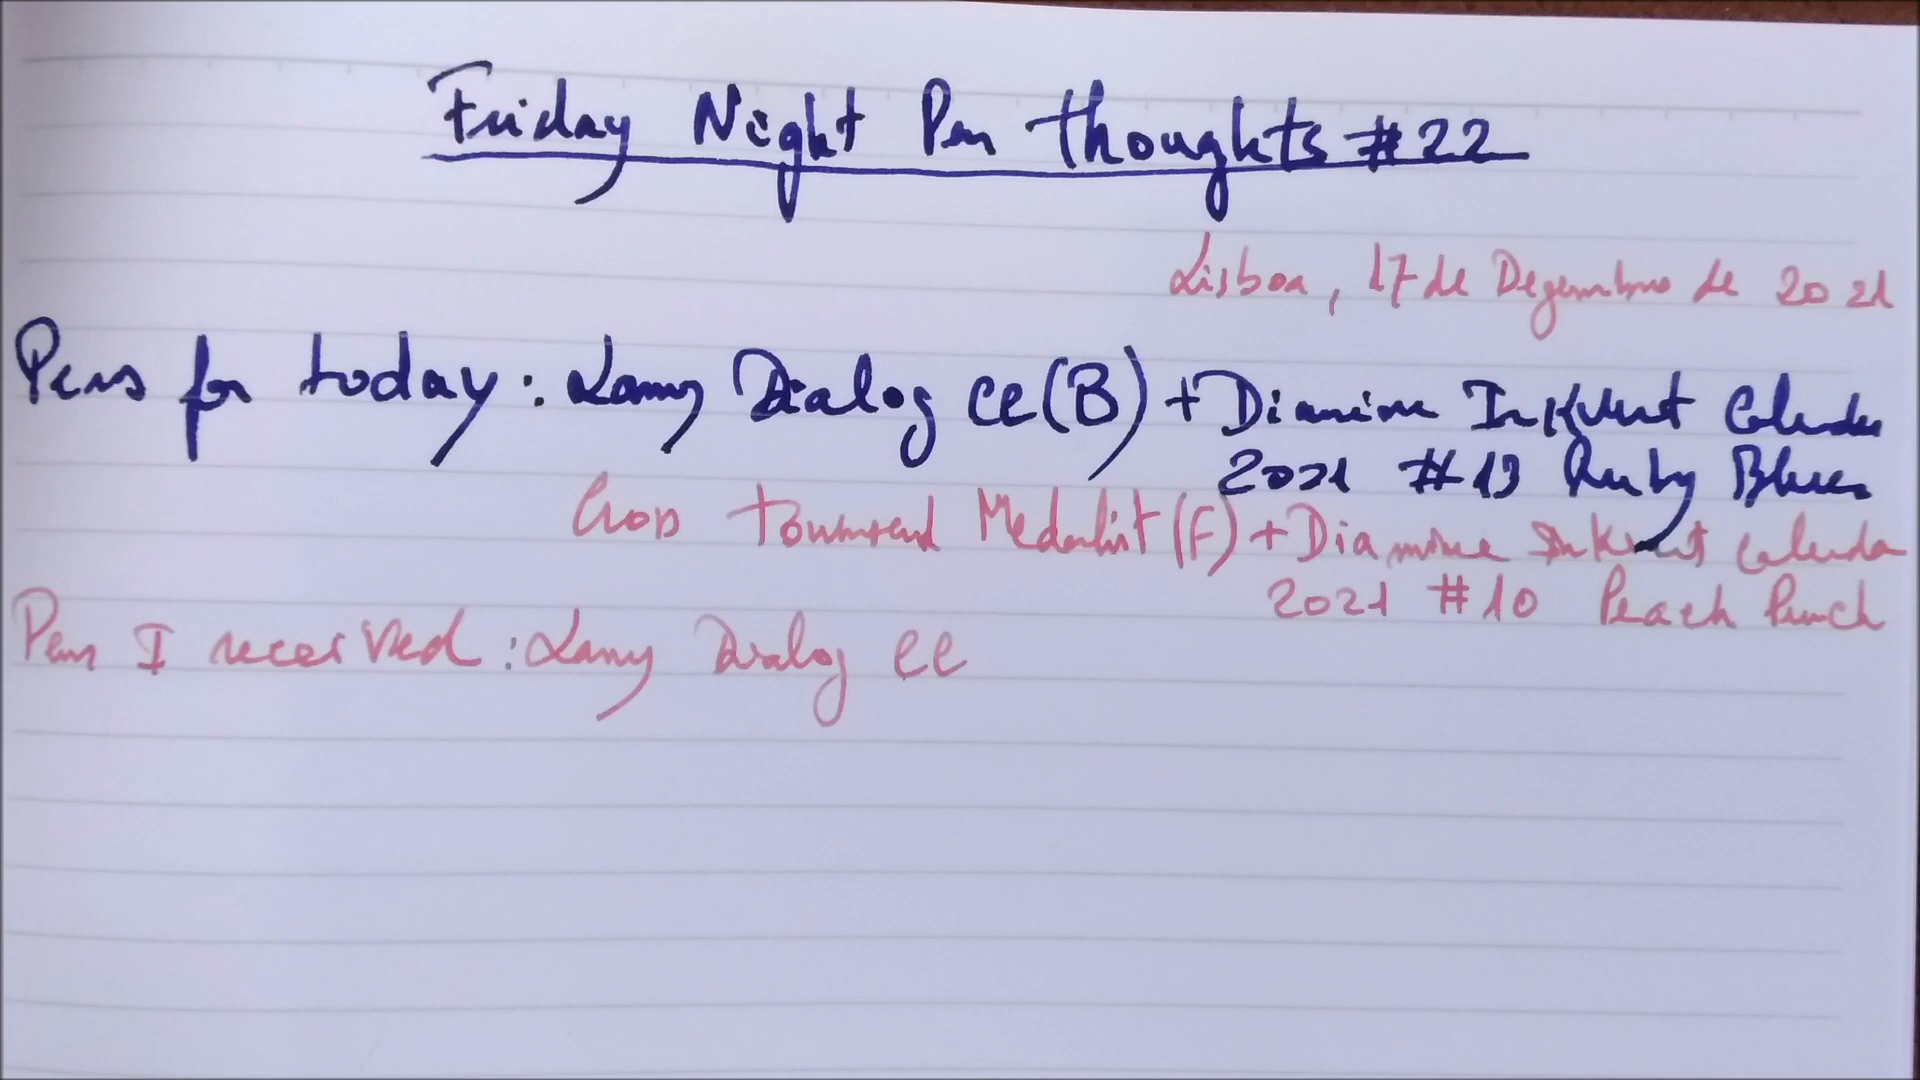 Friday Night Pen Thoughts #22
Lisboa, 17 de Dezembro de 2021
Pens for today: Lamy Dialog CC (B) + Diamine Inkvent Calendar
2021 #13 Ruby Blues
Cross Townsend Medalist (F) + Diamine Inkvent Calendar
2021 #10 Peach Punch
Pens I received: Lamy Dialog CC